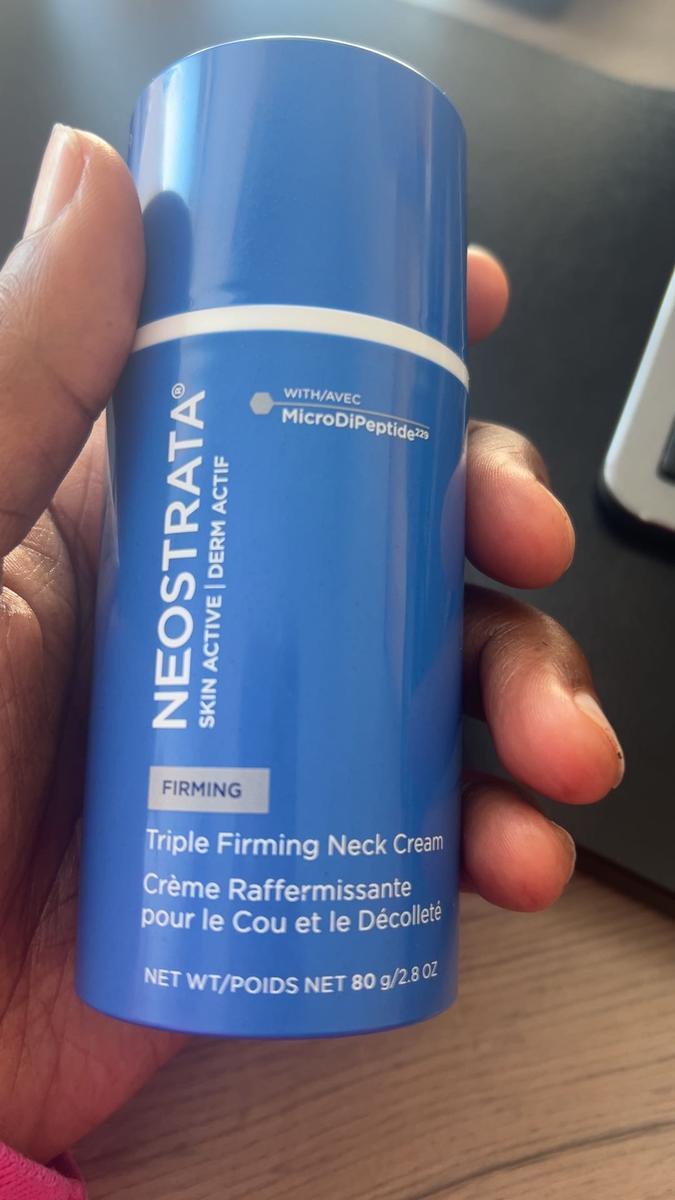 WITH/AVEC
MicroDiPeptide²²⁹
NEOSTRATA®
SKIN ACTIVE | DERM ACTIF
FIRMING
Triple Firming Neck Cream
Crème Raffermissante
pour le Cou et le Décolleté
NET WT/POIDS NET 80 g/2.8 OZ